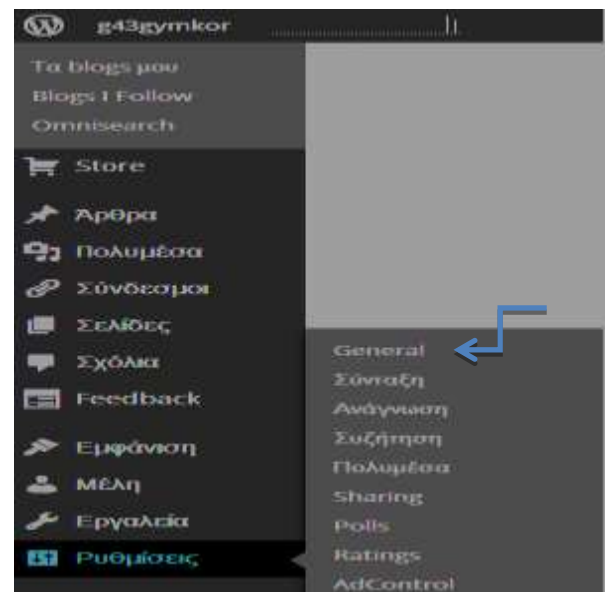 g43gymkor
Τα blogs μου
Blogs I Follow
Omnisearch
Store
Άρθρα
Πολυμέσα
Σύνδεσμοι
Σελίδες
Σχόλια
Feedback
Εμφάνιση
Μέλη
Εργαλεία
Ρυθμίσεις
General
Σύνταξη
Ανάγνωση
Συζήτηση
Πολυμέσα
Sharing
Polls
Ratings
AdControl